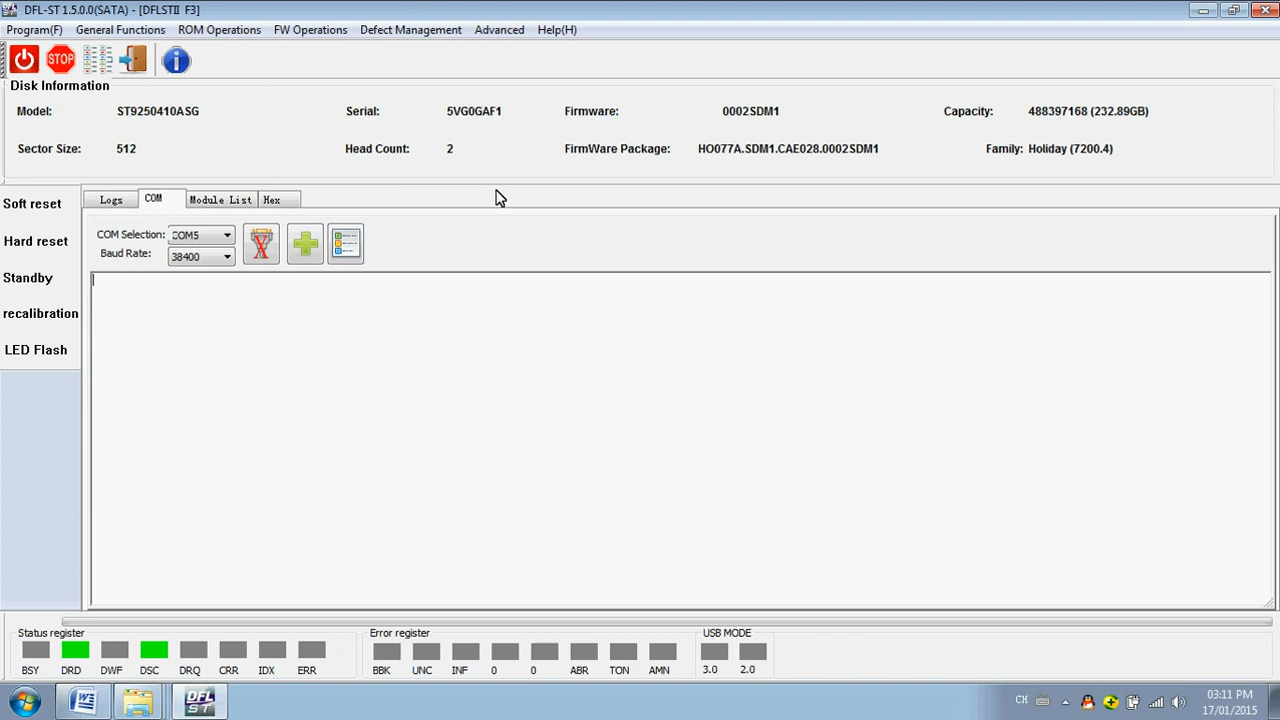 DFL-ST 1.5.0.0(SATA) - [DFLSTII F3]
Program(F) General Functions ROM Operations FW Operations Defect Management Advanced Help(H)
STOP
Disk Information
Model: ST9250410ASG Serial: 5VG0GAF1 Firmware: 0002SDM1 Capacity: 488397168 (232.89GB)
Sector Size: 512 Head Count: 2 FirmWare Package: HO077A.SDM1.CAE028.0002SDM1 Family: Holiday (7200.4)
Soft reset
Hard reset
Standby
recalibration
LED Flash
Logs COM Module List Hex
COM Selection: COM5
Baud Rate: 38400
Status register Error register USB MODE
BSY DRD DWF DSC DRQ CRR IDX ERR BBK UNC INF 0 0 ABR TON AMN 3.0 2.0
DFL
ST
CH
03:11 PM
17/01/2015